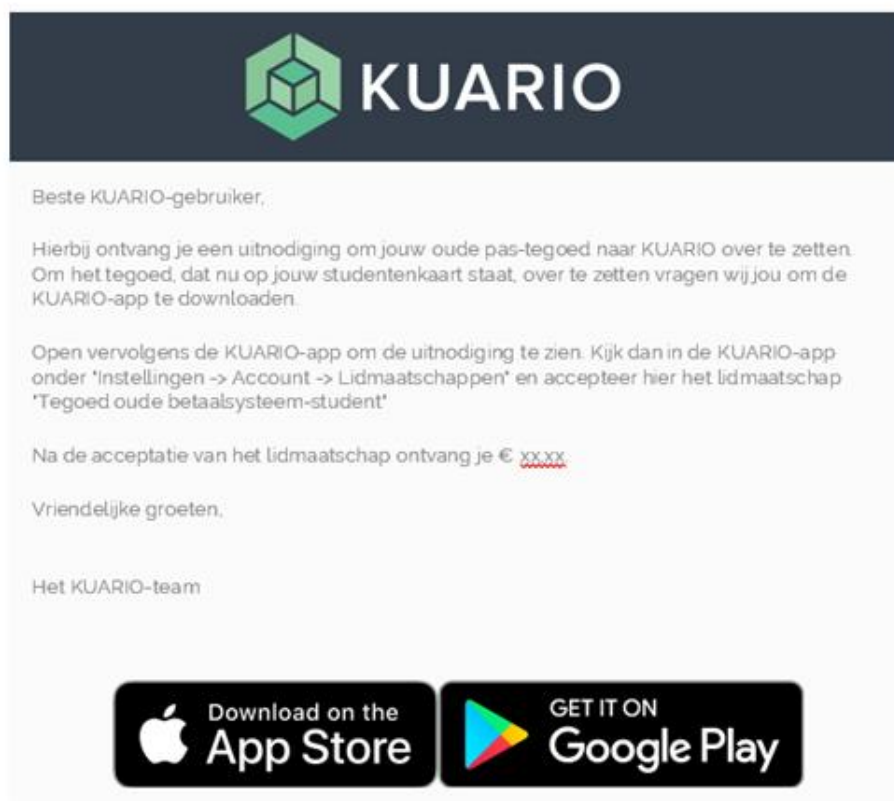 KUARIO
Beste KUARIO-gebruiker,
Hierbij ontvang je een uitnodiging om jouw oude pas-tegoed naar KUARIO over te zetten.
Om het tegoed, dat nu op jouw studentenkaart staat, over te zetten vragen wij jou om de
KUARIO-app te downloaden.
Open vervolgens de KUARIO-app om de uitnodiging te zien. Kijk dan in de KUARIO-app
onder "Instellingen -> Account -> Lidmaatschappen" en accepteer hier het lidmaatschap
"Tegoed oude betaalsysteem-student"
Na de acceptatie van het lidmaatschap ontvang je € xx,xx.
Vriendelijke groeten,
Het KUARIO-team
Download on the
App Store
GET IT ON
Google Play